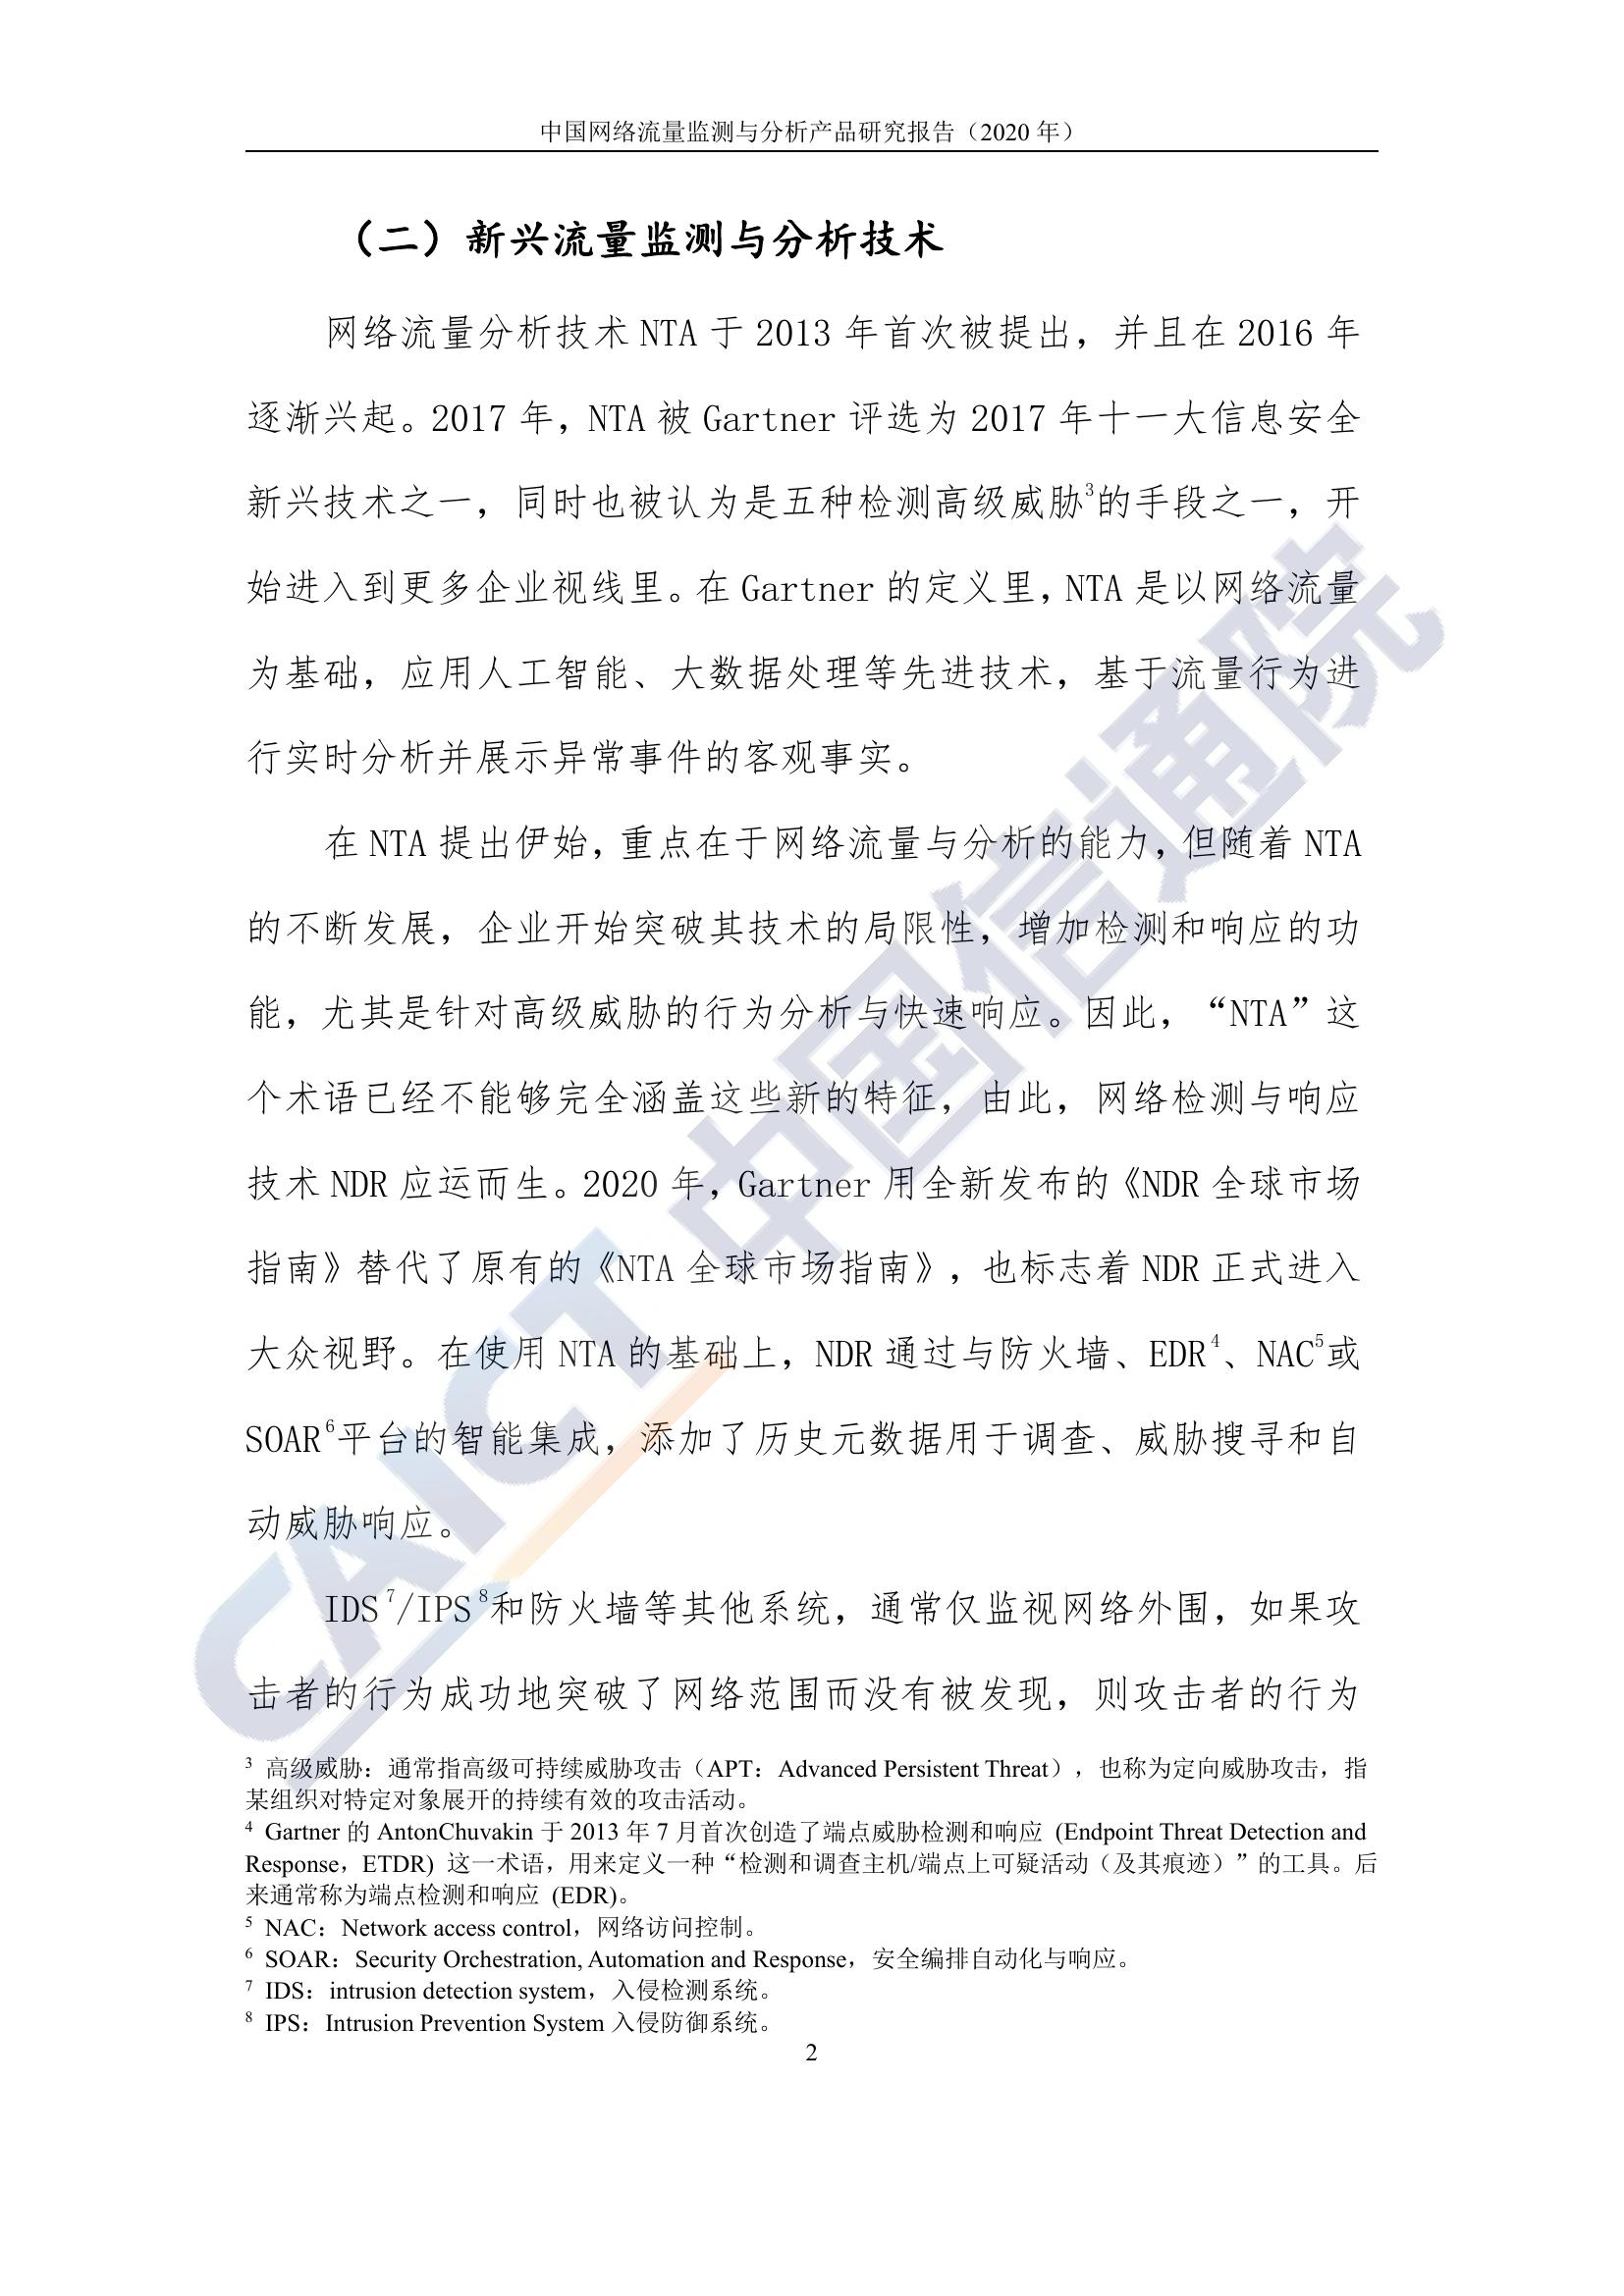 中国网络流量监测与分析产品研究报告（2020 年）
（二）新兴流量监测与分析技术
网络流量分析技术 NTA 于 2013 年首次被提出，并且在 2016 年
逐渐兴起。2017 年，NTA 被 Gartner 评选为 2017 年十一大信息安全
新兴技术之一，同时也被认为是五种检测高级威胁3的手段之一，开
始进入到更多企业视线里。在 Gartner 的定义里，NTA 是以网络流量
为基础，应用人工智能、大数据处理等先进技术，基于流量行为进
行实时分析并展示异常事件的客观事实。
在 NTA 提出伊始，重点在于网络流量与分析的能力，但随着 NTA
的不断发展，企业开始突破其技术的局限性，增加检测和响应的功
能，尤其是针对高级威胁的行为分析与快速响应。因此，“NTA”这
个术语已经不能够完全涵盖这些新的特征，由此，网络检测与响应
技术 NDR 应运而生。2020 年，Gartner 用全新发布的《NDR 全球市场
指南》替代了原有的《NTA 全球市场指南》，也标志着 NDR 正式进入
大众视野。在使用 NTA 的基础上，NDR 通过与防火墙、EDR4、NAC5或
SOAR6平台的智能集成，添加了历史元数据用于调查、威胁搜寻和自
动威胁响应。
IDS7/IPS8和防火墙等其他系统，通常仅监视网络外围，如果攻
击者的行为成功地突破了网络范围而没有被发现，则攻击者的行为
3 高级威胁：通常指高级可持续威胁攻击（APT：Advanced Persistent Threat），也称为定向威胁攻击，指
某组织对特定对象展开的持续有效的攻击活动。
4 Gartner 的 AntonChuvakin 于 2013 年 7 月首次创造了端点威胁检测和响应 (Endpoint Threat Detection and
Response，ETDR) 这一术语，用来定义一种“检测和调查主机/端点上可疑活动（及其痕迹）”的工具。后
来通常称为端点检测和响应 (EDR)。
5 NAC：Network access control，网络访问控制。
6 SOAR：Security Orchestration, Automation and Response，安全编排自动化与响应。
7 IDS：intrusion detection system，入侵检测系统。
8 IPS：Intrusion Prevention System 入侵防御系统。
2
CAICT 中国信通院